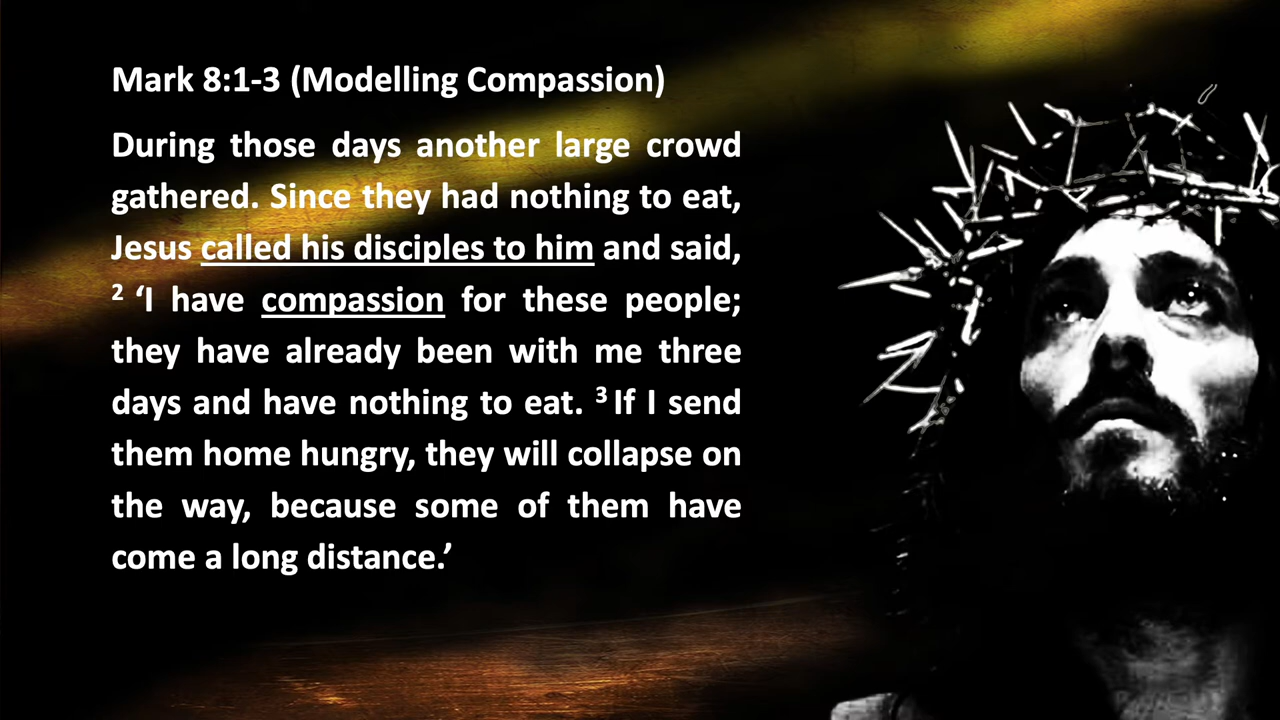 Mark 8:1-3 (Modelling Compassion)
During those days another large crowd
gathered. Since they had nothing to eat,
Jesus called his disciples to him and said,
2 ‘I have compassion for these people;
they have already been with me three
days and have nothing to eat. 3 If I send
them home hungry, they will collapse on
the way, because some of them have
come a long distance.’